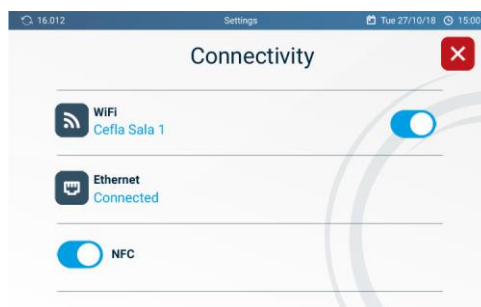 16.012 Settings Tue 27/10/18 15:00
Connectivity
WiFi
Cefla Sala 1
Ethernet
Connected
NFC